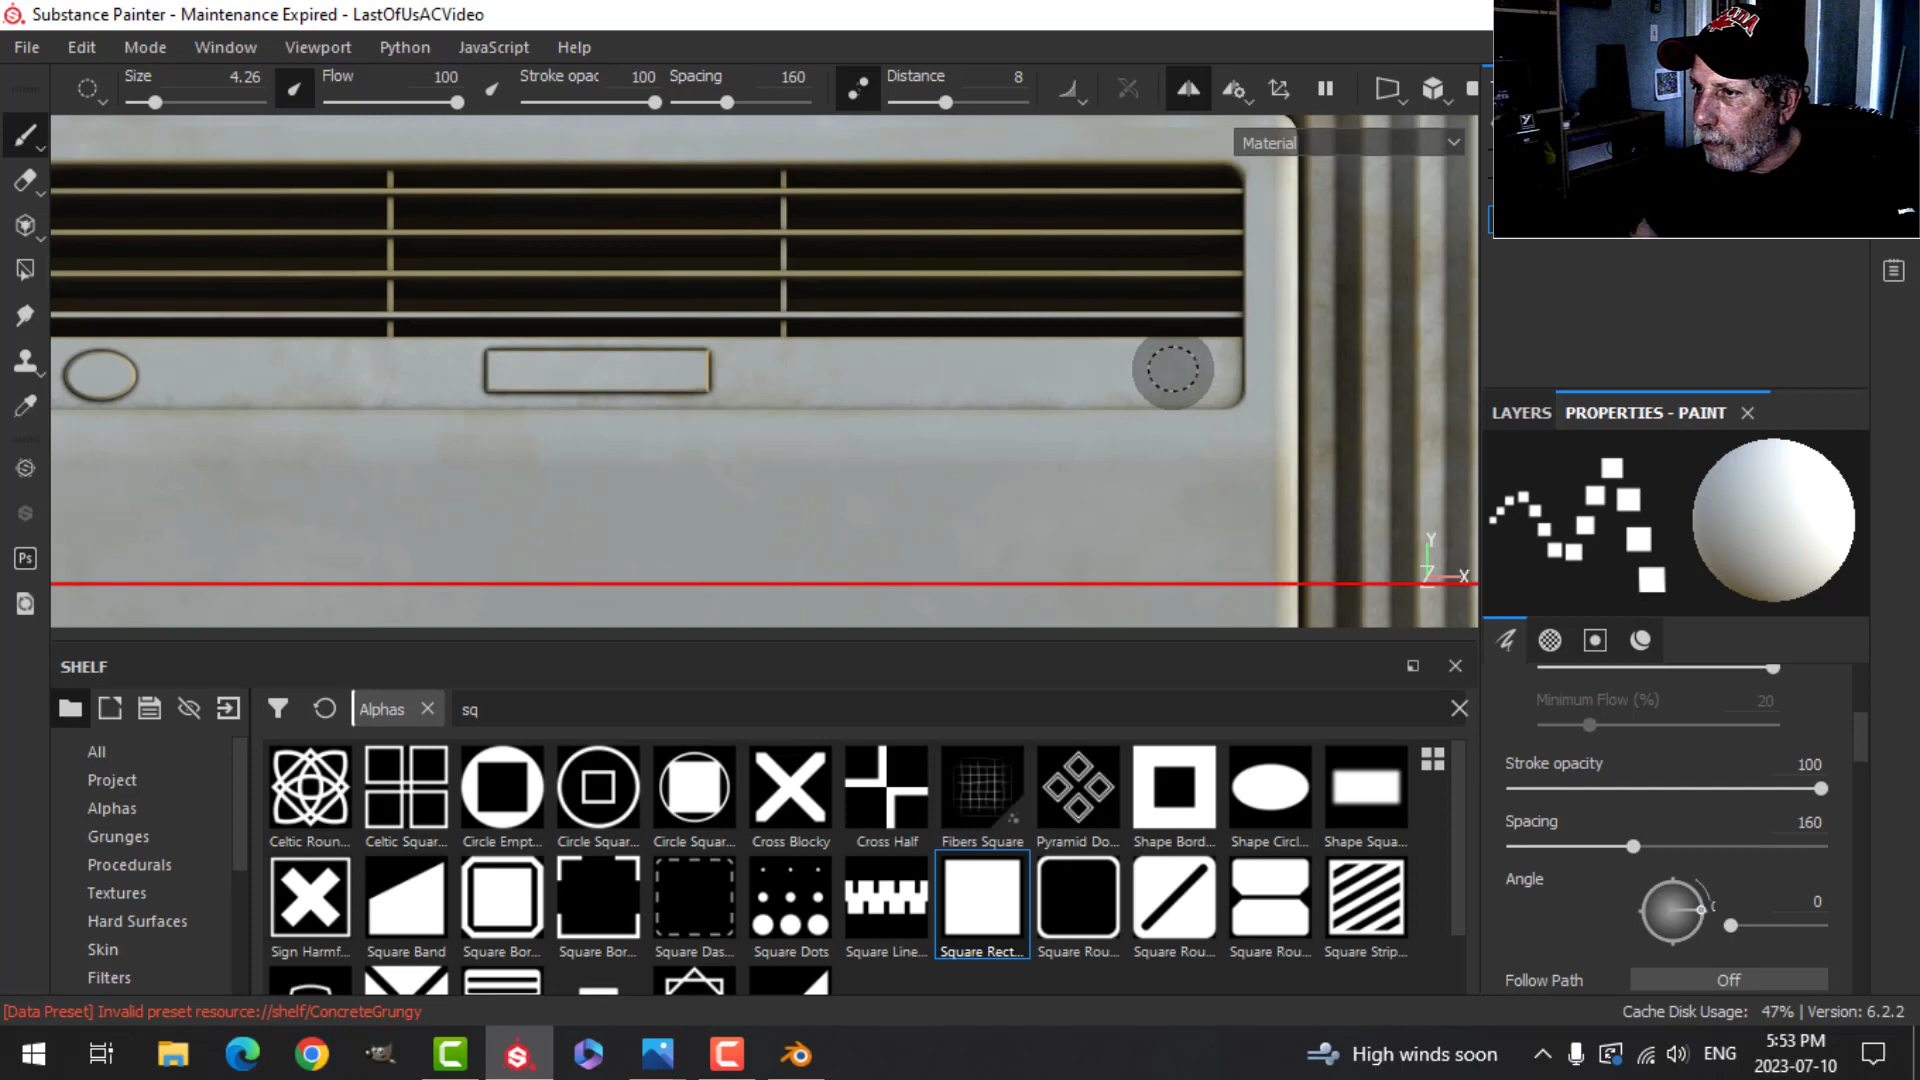 Substance Painter - Maintenance Expired - LastOfUsACVideo
File Edit Mode Window Viewport Python JavaScript Help
Size 4.26 Flow 100 Stroke opac 100 Spacing 160 Distance 8
Material
Y
Z X
LAYERS PROPERTIES - PAINT
Ps
Minimum Flow (%) 20
Stroke opacity 100
Spacing 160
Angle 0
Follow Path Off
SHELF
Alphas sq
All
Project
Alphas
Grunges
Procedurals
Textures
Hard Surfaces
Skin
Filters
Celtic Roun... Celtic Squar... Circle Empt... Circle Squar... Circle Squar... Cross Blocky Cross Half Fibers Square Pyramid Do... Shape Bord... Shape Circl... Shape Squa...
Sign Harmf... Square Band Square Bor... Square Bor... Square Das... Square Dots Square Line... Square Rect... Square Rou... Square Rou... Square Rou... Square Strip...
[Data Preset] Invalid preset resource://shelf/ConcreteGrungy
Cache Disk Usage: 47% | Version: 6.2.2
High winds soon ENG 5:53 PM
2023-07-10